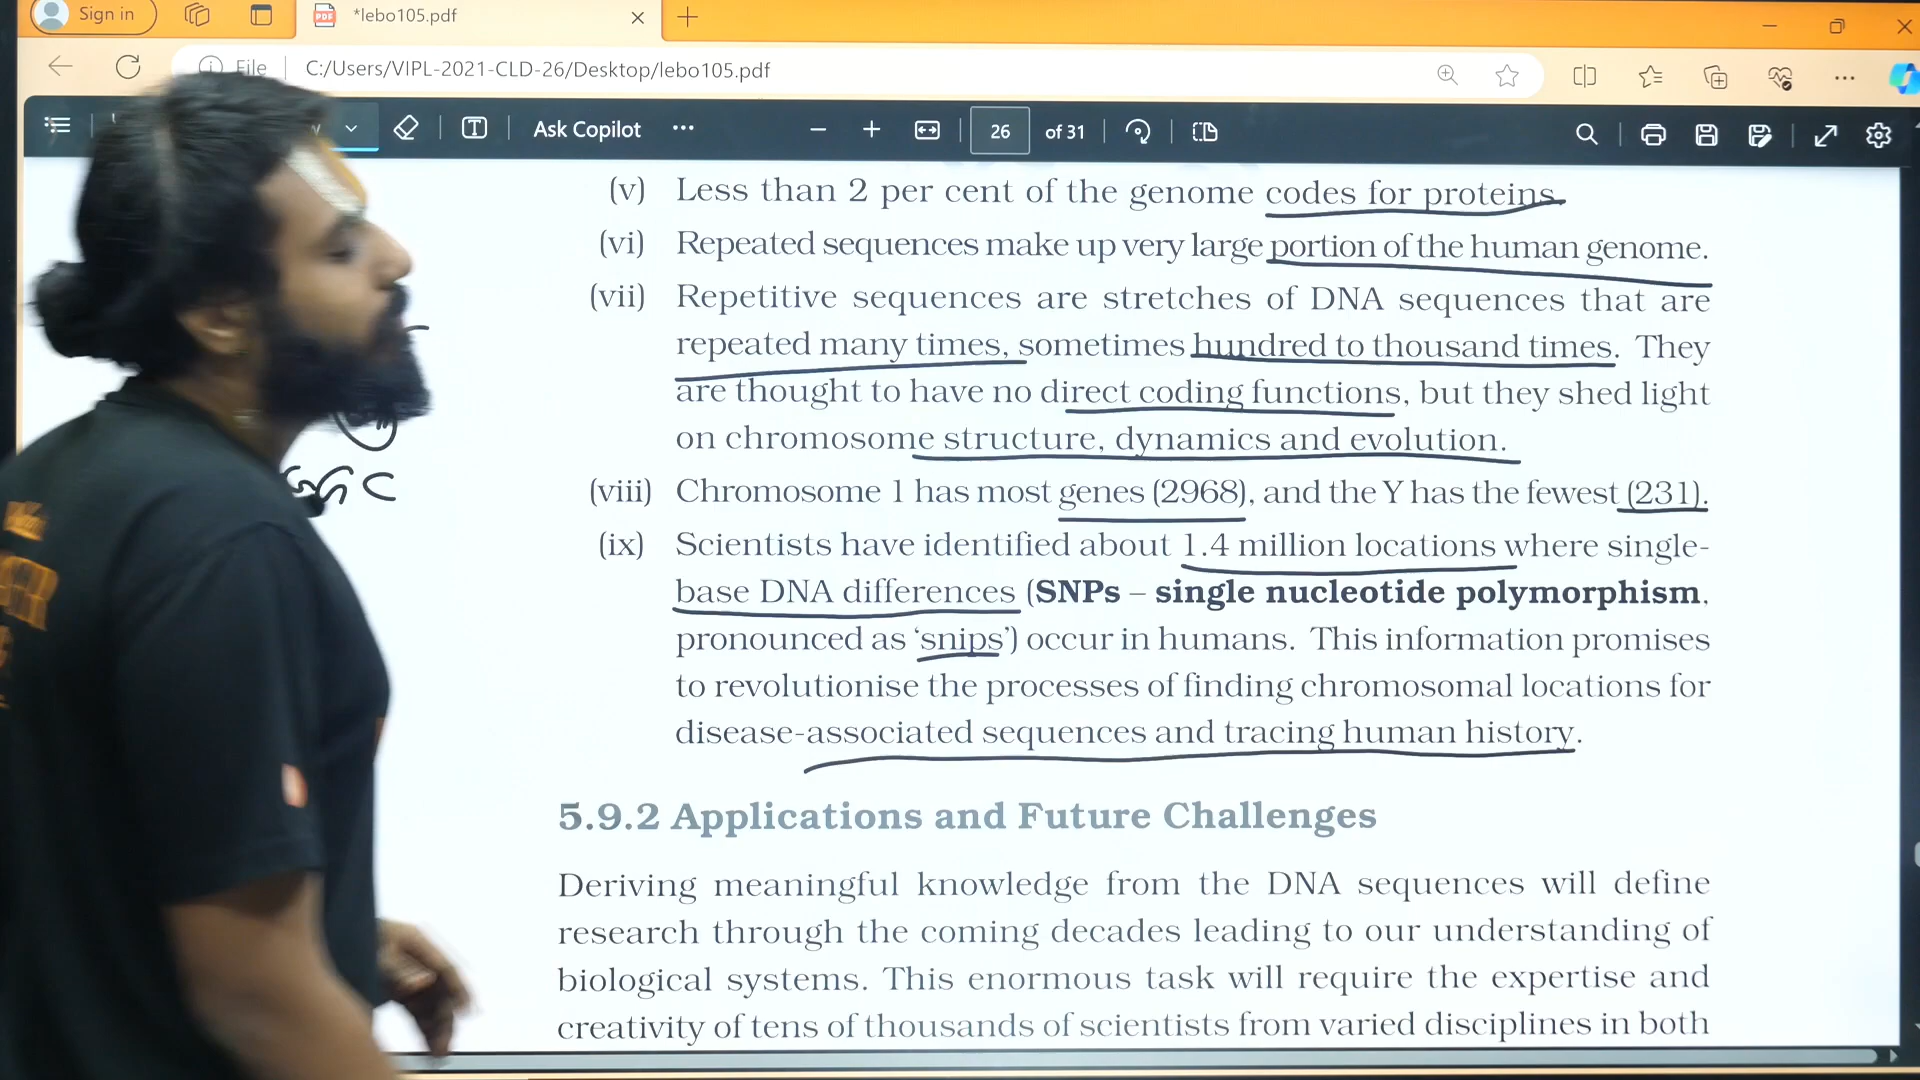 Sign in
*lebo105.pdf
File
C:/Users/VIPL-2021-CLD-26/Desktop/lebo105.pdf
Ask Copilot
26 of 31
(v) Less than 2 per cent of the genome codes for proteins.
(vi) Repeated sequences make up very large portion of the human genome.
(vii) Repetitive sequences are stretches of DNA sequences that are
repeated many times, sometimes hundred to thousand times. They
are thought to have no direct coding functions, but they shed light
on chromosome structure, dynamics and evolution.
(viii) Chromosome 1 has most genes (2968), and the Y has the fewest (231).
(ix) Scientists have identified about 1.4 million locations where single-
base DNA differences (SNPs – single nucleotide polymorphism,
pronounced as ‘snips’) occur in humans. This information promises
to revolutionise the processes of finding chromosomal locations for
disease-associated sequences and tracing human history.
5.9.2 Applications and Future Challenges
Deriving meaningful knowledge from the DNA sequences will define
research through the coming decades leading to our understanding of
biological systems. This enormous task will require the expertise and
creativity of tens of thousands of scientists from varied disciplines in both